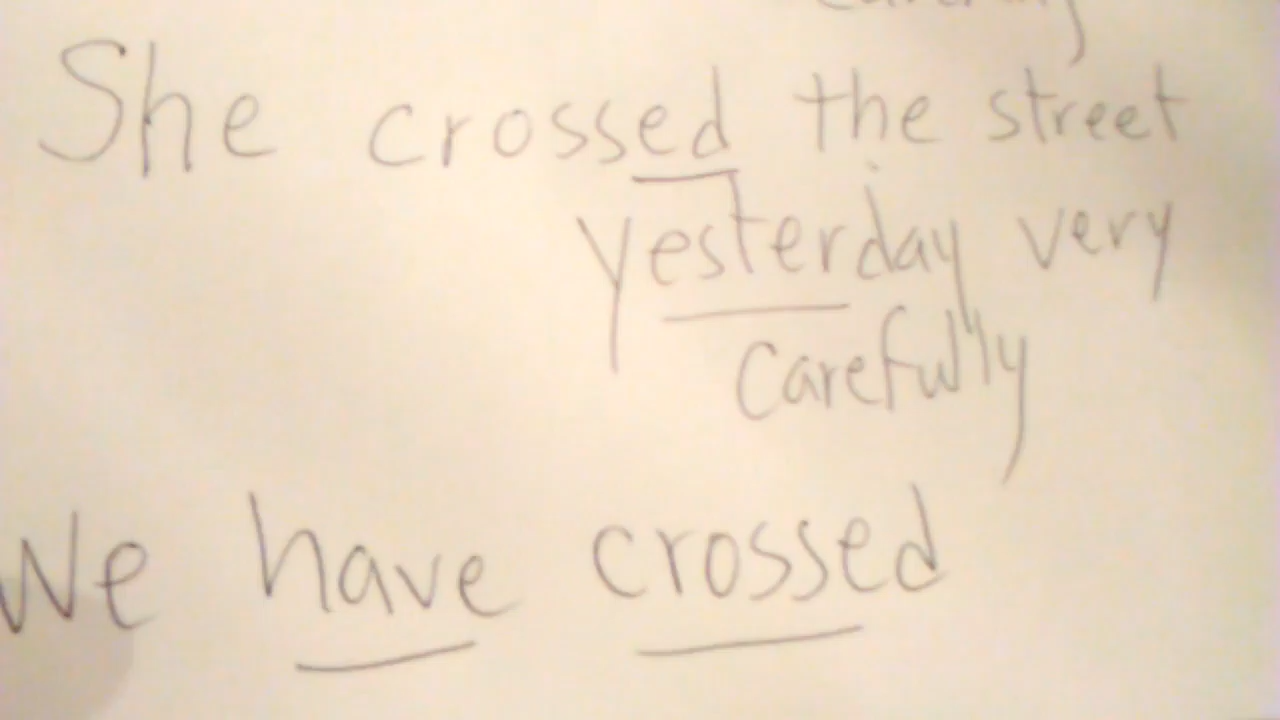 She crossed the street
yesterday very
carefully
We have crossed